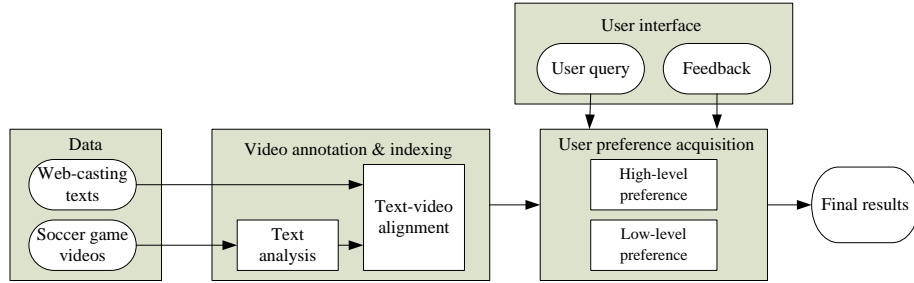 User interface
User query
Feedback
Data
Web-casting
texts
Soccer game
videos
Video annotation & indexing
Text
analysis
Text-video
alignment
User preference acquisition
High-level
preference
Low-level
preference
Final results